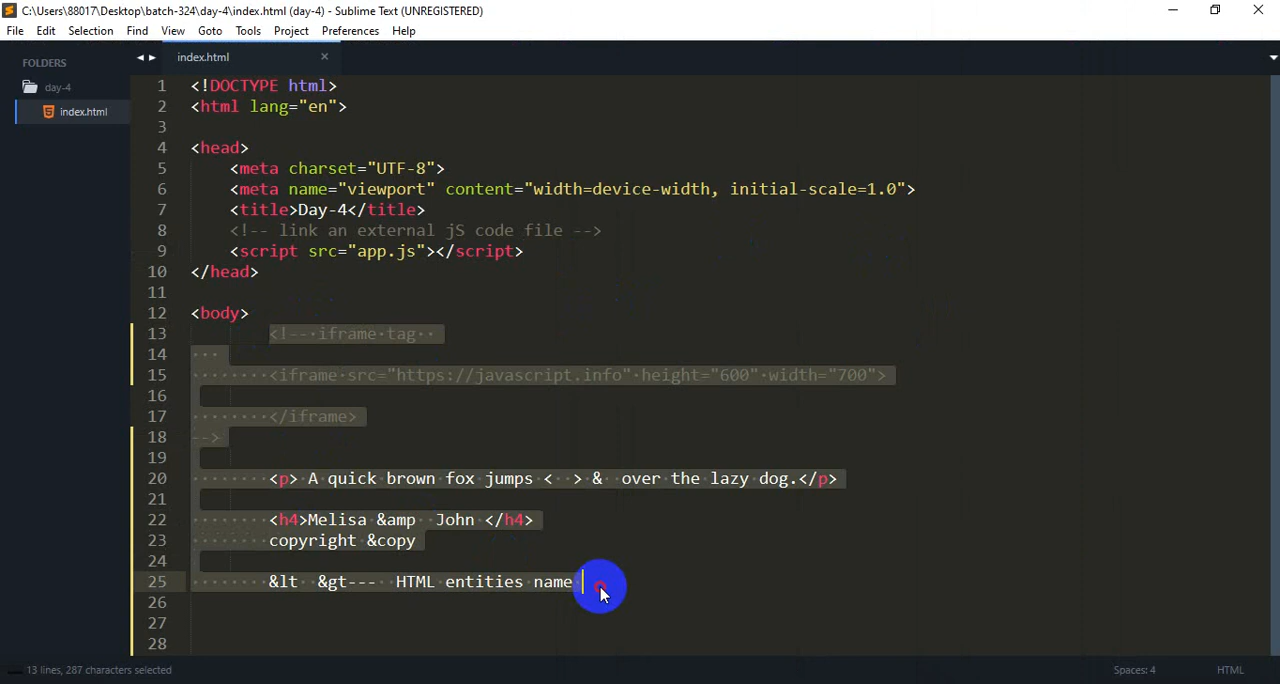 C:\Users\88017\Desktop\batch-324\day-4\index.html (day-4) - Sublime Text (UNREGISTERED)
File Edit Selection Find View Goto Tools Project Preferences Help
FOLDERS
day-4
index.html
index.html
1 <!DOCTYPE html>
2 <html lang="en">
3
4 <head>
5 <meta charset="UTF-8">
6 <meta name="viewport" content="width=device-width, initial-scale=1.0">
7 <title>Day-4</title>
8 <!-- link an external jS code file -->
9 <script src="app.js"></script>
10 </head>
11
12 <body>
13 <!-- iframe tag
14
15 <iframe src="https://javascript.info" height="600" width="700">
16
17 </iframe>
18 -->
19
20 <p> A quick brown fox jumps < > & over the lazy dog.</p>
21
22 <h4>Melisa &amp John </h4>
23 copyright &copy
24
25 &lt &gt--- HTML entities name
26
27
28
13 lines, 287 characters selected
Spaces: 4
HTML